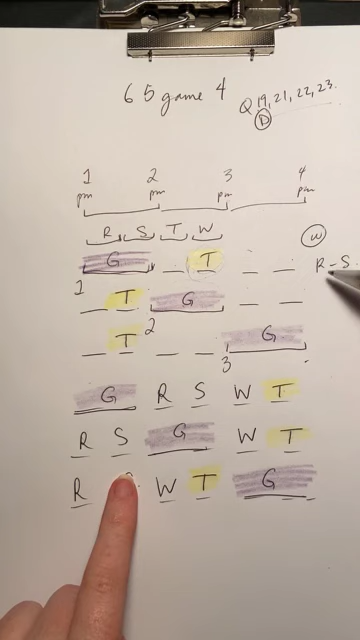 65 game 4
Q 19, 21, 22, 23.
D
1 2 3 4
pm pm pm pm
R S T W
W
G _ T _ _
R - S
1
_ T G _ _
2
_ T _ _ G
3
G R S W T
R S G W T
R W T G